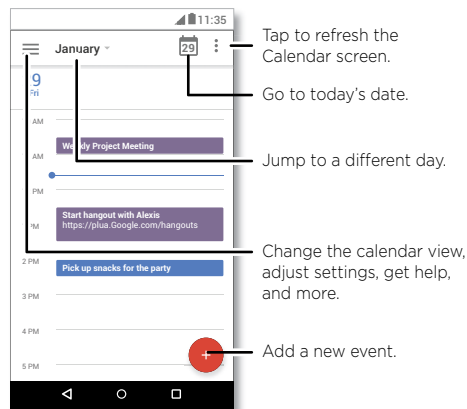 11:35
January
29
9
Fri
AM
Weekly Project Meeting
AM
PM
Start hangout with Alexis
https://plua.Google.com/hangouts
PM
2 PM
Pick up snacks for the party
3 PM
4 PM
5 PM
+
Tap to refresh the
Calendar screen.
Go to today's date.
Jump to a different day.
Change the calendar view,
adjust settings, get help,
and more.
Add a new event.